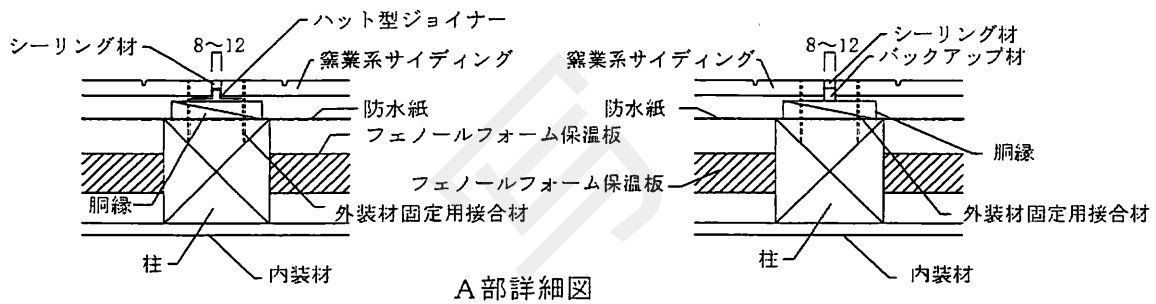 ハット型ジョイナー
シーリング材
8〜12
窯業系サイディング
防水紙
フェノールフォーム保温板
胴縁
外装材固定用接合材
柱
内装材
シーリング材
8〜12
バックアップ材
窯業系サイディング
防水紙
胴縁
フェノールフォーム保温板
外装材固定用接合材
柱
内装材
A部詳細図